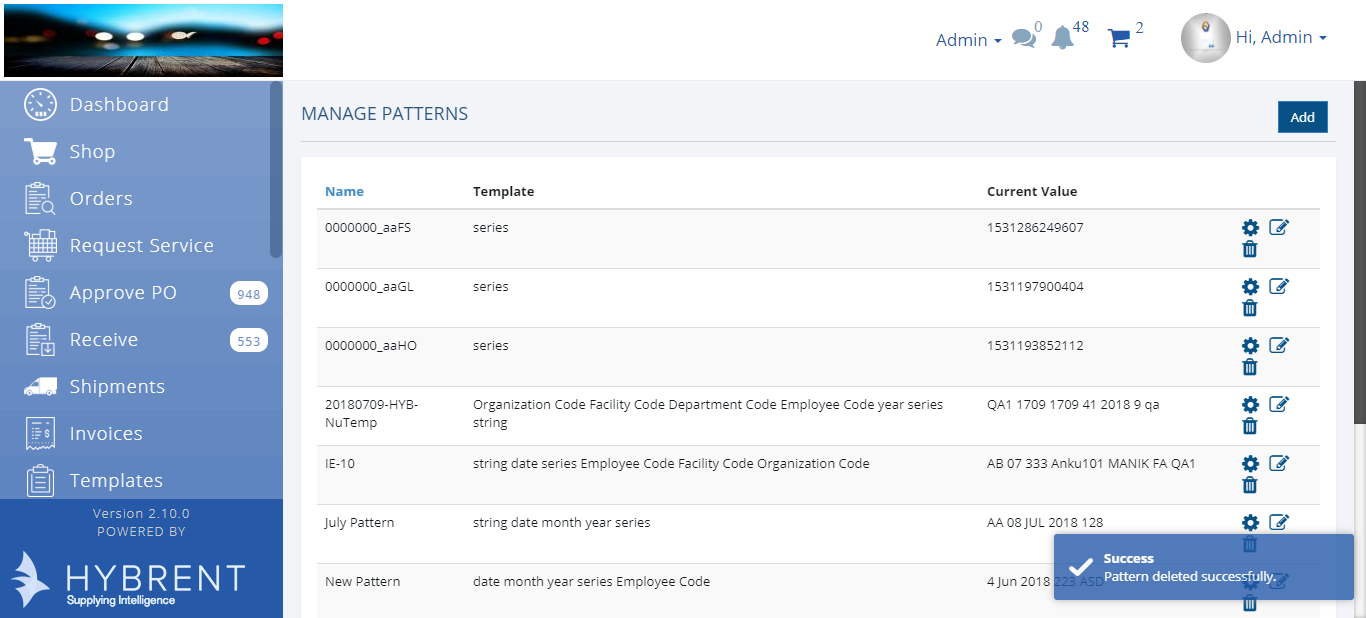 Admin 0 48 2 Hi, Admin
Dashboard
Shop
Orders
Request Service
Approve PO 948
Receive 553
Shipments
Invoices
Templates
Version 2.10.0
POWERED BY
HYBRENT
Supplying Intelligence
MANAGE PATTERNS
Add
Name Template Current Value
0000000_aaFS series 1531286249607
0000000_aaGL series 1531197900404
0000000_aaHO series 1531193852112
20180709-HYB- Organization Code Facility Code Department Code Employee Code year series QA1 1709 1709 41 2018 9 qa
NuTemp string
IE-10 string date series Employee Code Facility Code Organization Code AB 07 333 Anku101 MANIK FA QA1
July Pattern string date month year series AA 08 JUL 2018 128
New Pattern date month year series Employee Code 4 Jun 2018 223 ASD
Success
Pattern deleted successfully.